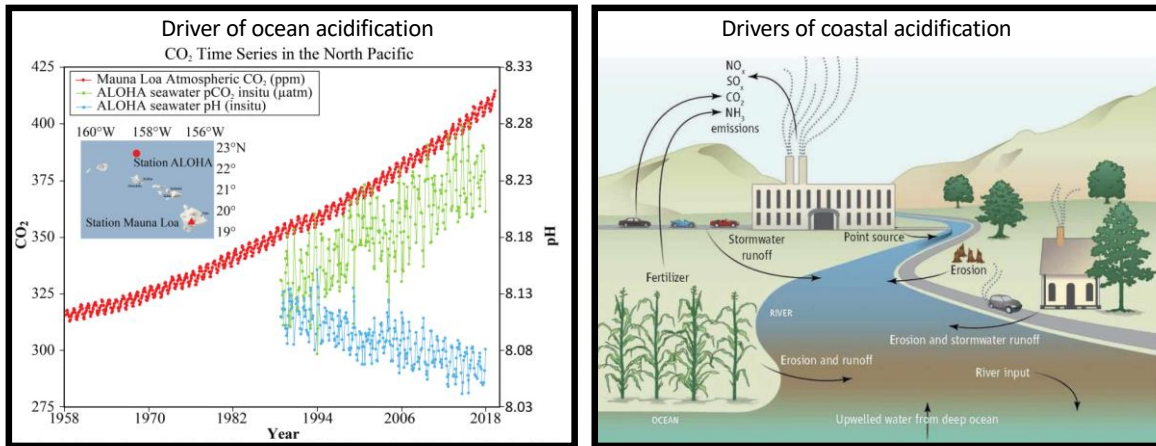 Driver of ocean acidification
CO₂ Time Series in the North Pacific
425
400
375
350
325
300
275
CO₂
Mauna Loa Atmospheric CO₂ (ppm)
ALOHA seawater pCO₂ insitu (µatm)
ALOHA seawater pH (insitu)
160°W 158°W 156°W
23°N
22°
21°
20°
19°
Station ALOHA
Station Mauna Loa
8.33
8.28
8.23
8.18
8.13
8.08
8.03
pH
1958 1970 1982 1994 2006 2019
Year
Drivers of coastal acidification
NOₓ
SOₓ
CO₂
NH₃
emissions
Stormwater
runoff
Point source
Fertilizer
Erosion
RIVER
Erosion and stormwater runoff
Erosion and runoff
River input
OCEAN
Upwelled water from deep ocean